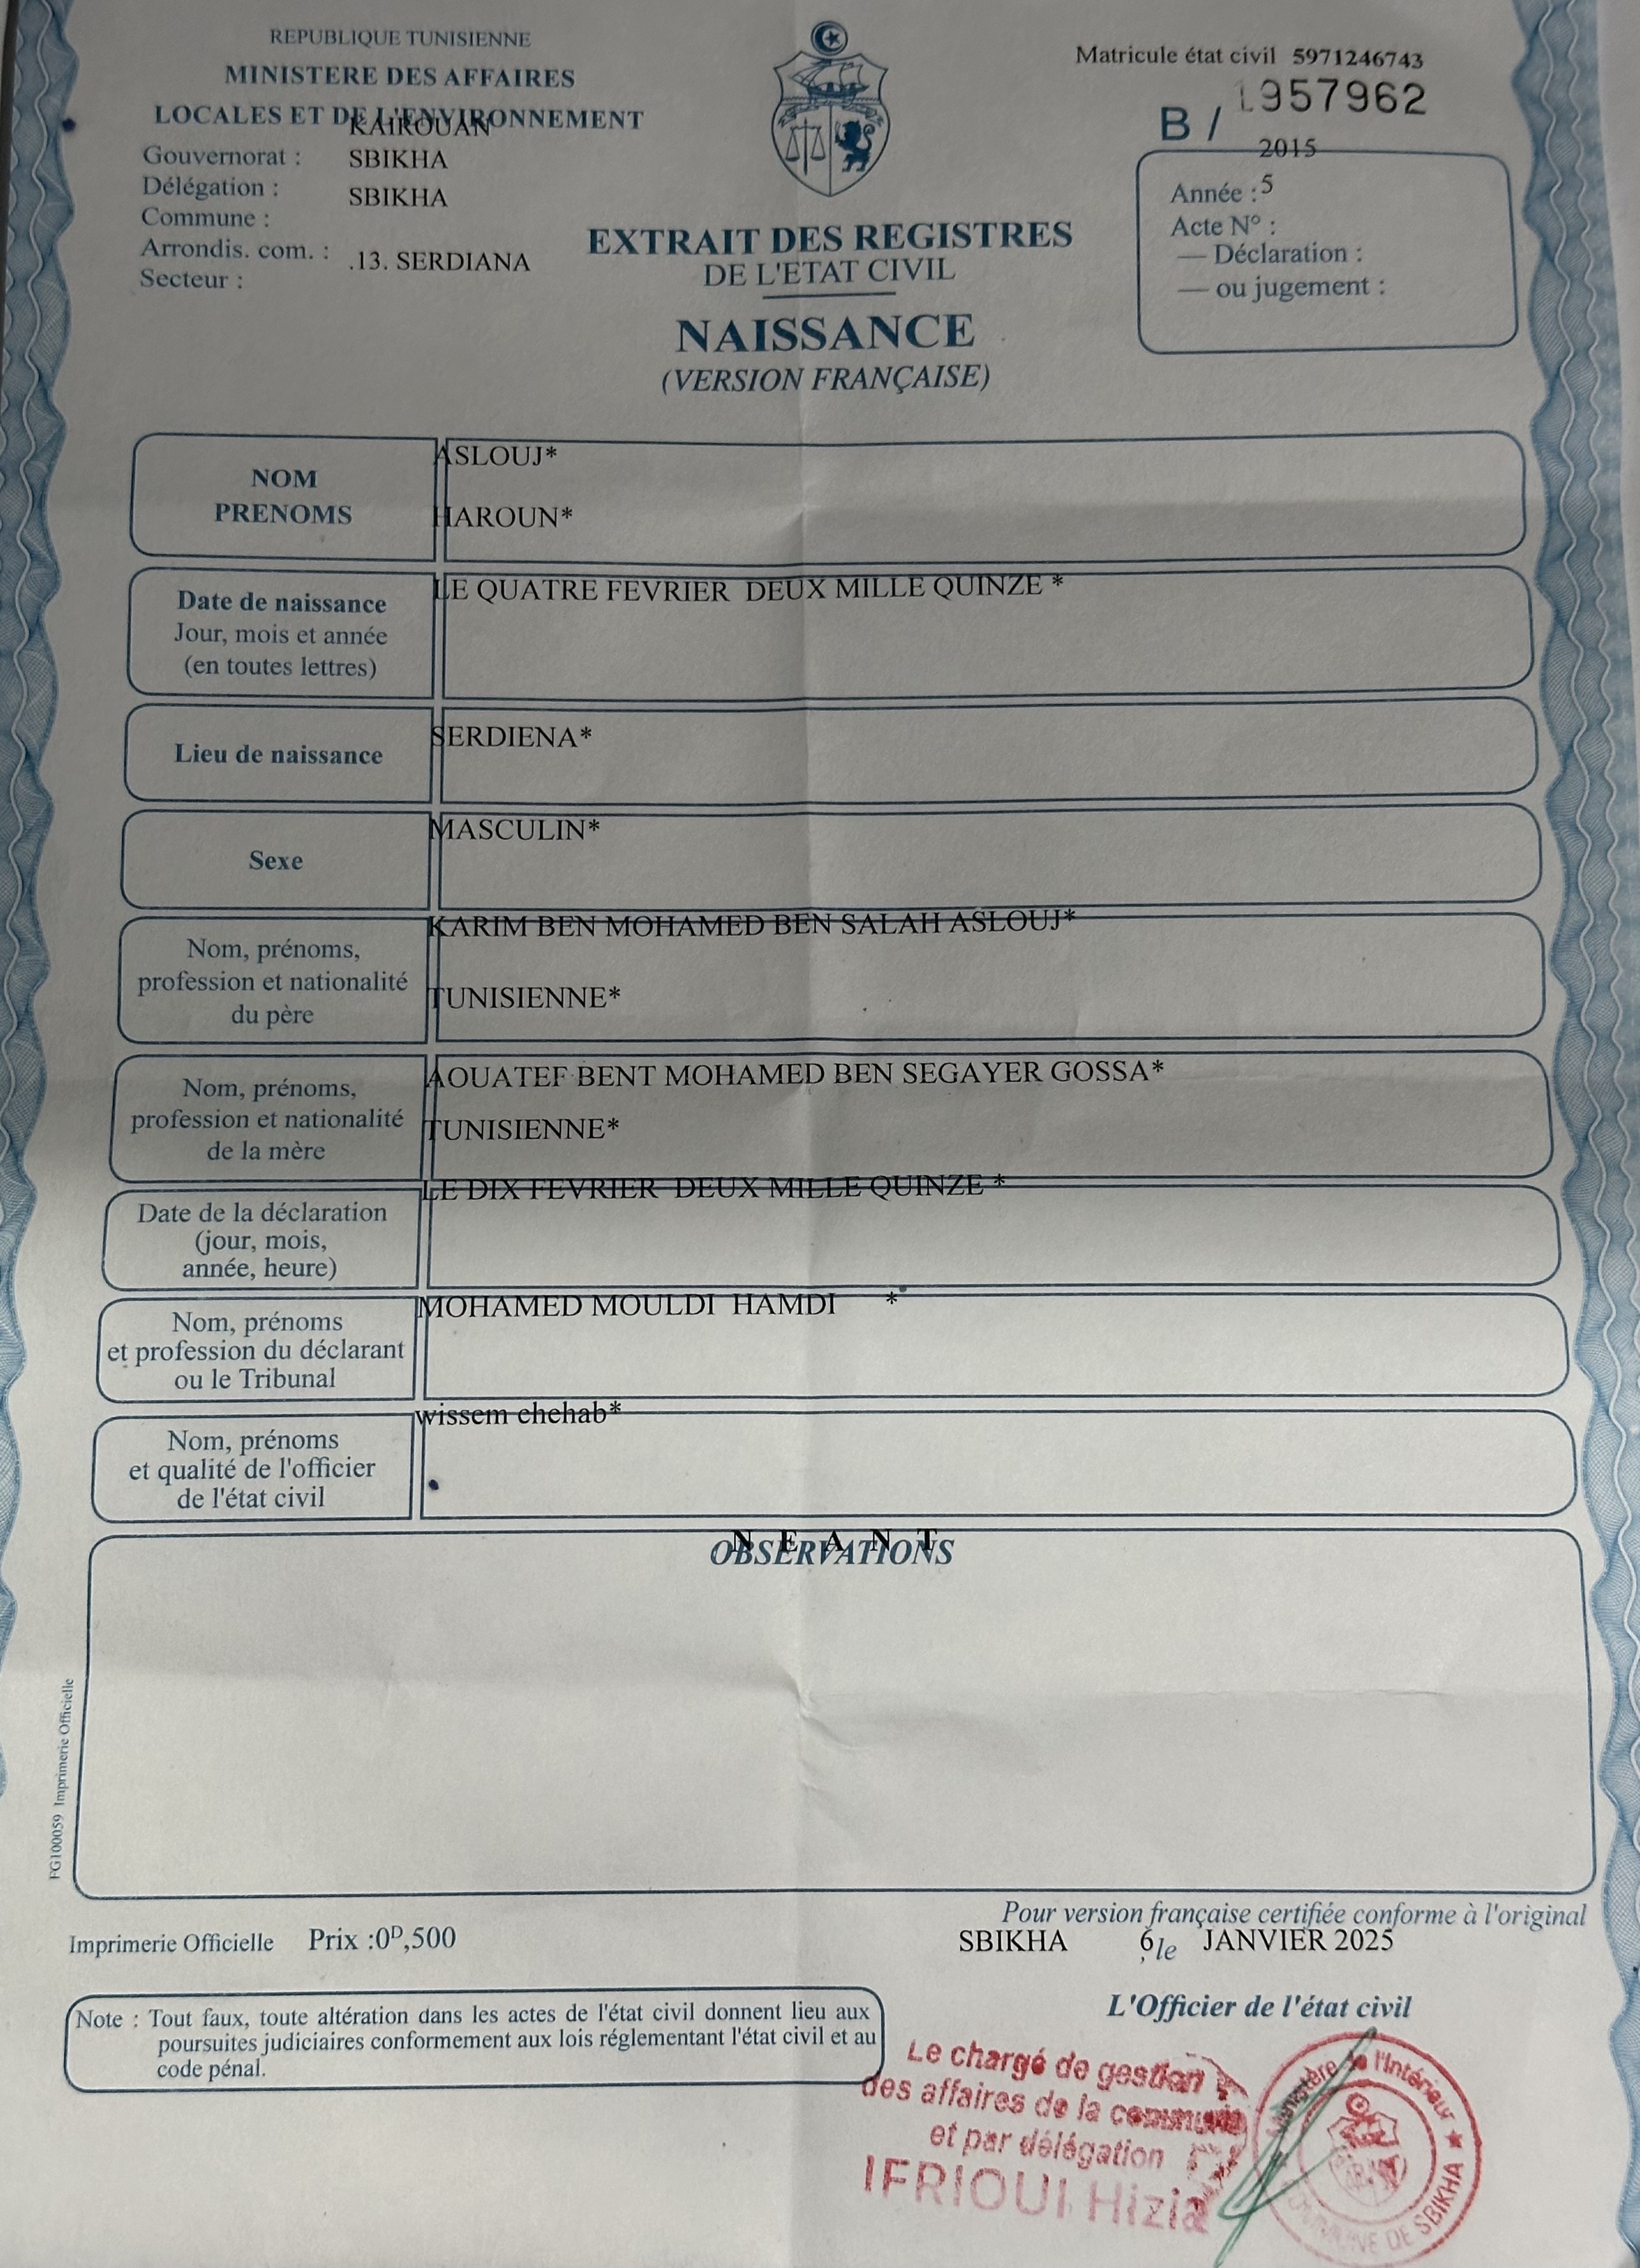 REPUBLIQUE TUNISIENNE
MINISTERE DES AFFAIRES
LOCALES ET DE L'ENVIRONNEMENT
KAIROUAN
Gouvernorat :
SBIKHA
Délégation :
SBIKHA
Commune :
Arrondis. com. :
.13. SERDIANA
Secteur :
EXTRAIT DES REGISTRES
DE L'ETAT CIVIL
NAISSANCE
(VERSION FRANÇAISE)
Matricule état civil 5971246743
B / 1957962
2015
Année : 5
Acte N° :
— Déclaration :
— ou jugement :
NOM
PRENOMS
ASLOUJ*
HAROUN*
Date de naissance
Jour, mois et année
(en toutes lettres)
LE QUATRE FEVRIER DEUX MILLE QUINZE *
Lieu de naissance
SERDIENA*
Sexe
MASCULIN*
Nom, prénoms,
profession et nationalité
du père
KARIM BEN MOHAMED BEN SALAH ASLOUJ*
TUNISIENNE*
Nom, prénoms,
profession et nationalité
de la mère
AOUATEF BENT MOHAMED BEN SEGAYER GOSSA*
TUNISIENNE*
Date de la déclaration
(jour, mois,
année, heure)
LE DIX FEVRIER DEUX MILLE QUINZE *
Nom, prénoms
et profession du déclarant
ou le Tribunal
MOHAMED MOULDI HAMDI *
Nom, prénoms
et qualité de l'officier
de l'état civil
wissem chehab*
N E A N T
OBSERVATIONS
FG100059 Imprimerie Officielle
Imprimerie Officielle Prix :0ᴰ,500
Pour version française certifiée conforme à l'original
SBIKHA 6 le JANVIER 2025
L'Officier de l'état civil
Note : Tout faux, toute altération dans les actes de l'état civil donnent lieu aux
poursuites judiciaires conformement aux lois réglementant l'état civil et au
code pénal.
Le chargé de gestion
des affaires de la commune
et par délégation
IFRIOUI Hizia
Ministère de l'Intérieur ★
COMMUNE DE SBIKHA